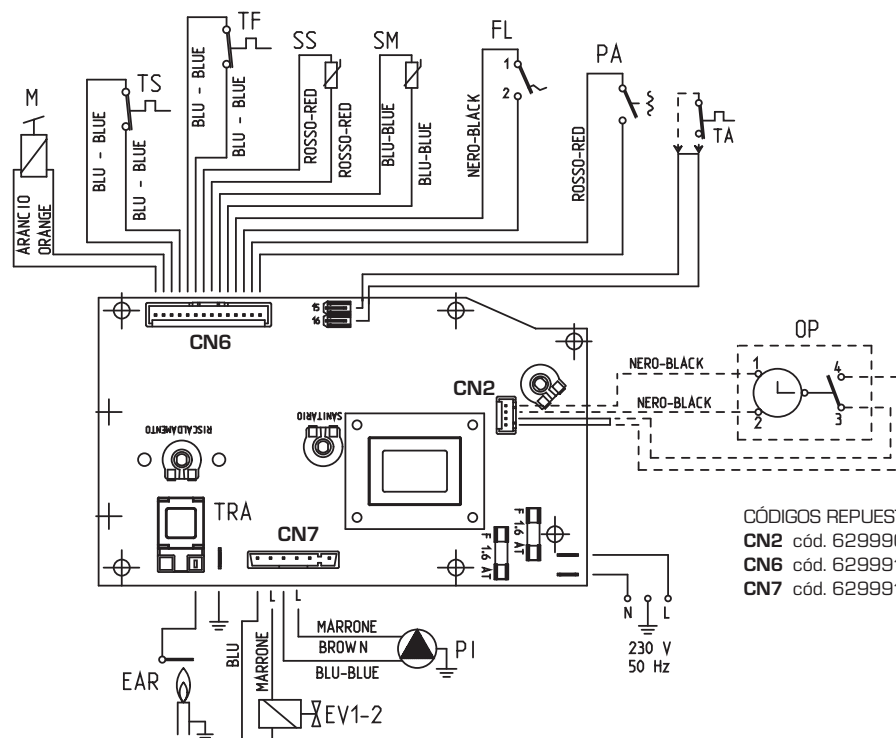 TF
SS
SM
FL
PA
TS
M
TA
BLU - BLUE
BLU - BLUE
BLU - BLUE
BLU - BLUE
ROSSO-RED
ROSSO-RED
BLU-BLUE
BLU-BLUE
NERO-BLACK
1
2
ROSSO-RED
ARANCIO
ORANGE
15
16
CN6
OP
CN2
NERO-BLACK
NERO-BLACK
1
2
4
3
RISCALDAMENTO
SANITARIO
TRA
CN7
F 1.6 AT
F 1.6 AT
CÓDIGOS REPUEST
CN2 cód. 629990
CN6 cód. 629991
CN7 cód. 629991
L L
N L
230 V
50 Hz
BLU
MARRONE
MARRONE
BROWN
BLU-BLUE
PI
EAR
EV1-2